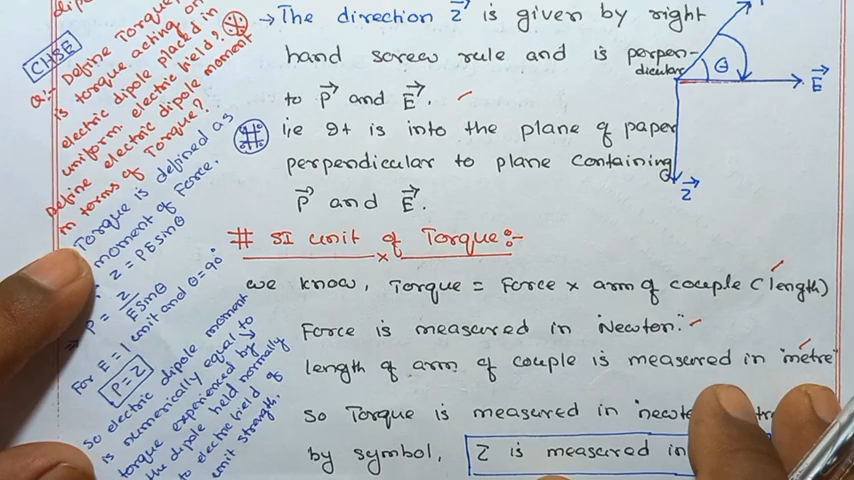 dipo
CHSE
Q:- Define Torque,
is torque acting on
electric dipole placed in
uniform electric field?
Define electric dipole moment
in terms of Torque?
Torque is defined as
moment of Force.
Z = PE sinθ
P = Z / E sinθ
For E = 1 unit and θ = 90°
P = Z
So electric dipole moment
is numerically equal to
torque experienced by
the dipole held normally
to electric field of
unit strength.
→ The direction Z⃗ is given by right
hand screw rule and is perpen-
dicular
to P⃗ and E⃗.
i,e It is into the plane of paper
perpendicular to plane containing
P⃗ and E⃗.
θ
E⃗
Z⃗
# SI unit of Torque:-
we know, Torque = Force × arm of couple (length)
Force is measured in "Newton".
length of arm of couple is measured in "metre"
so Torque is measured in
by symbol, Z is measured in